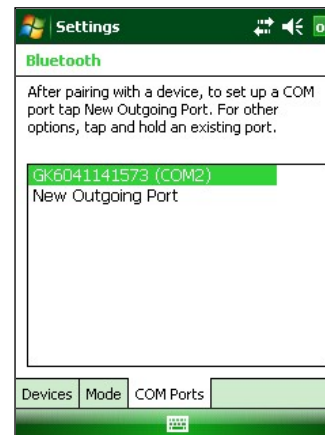 Settings
Bluetooth
After pairing with a device, to set up a COM
port tap New Outgoing Port. For other
options, tap and hold an existing port.
GK6041141573 (COM2)
New Outgoing Port
Devices Mode COM Ports